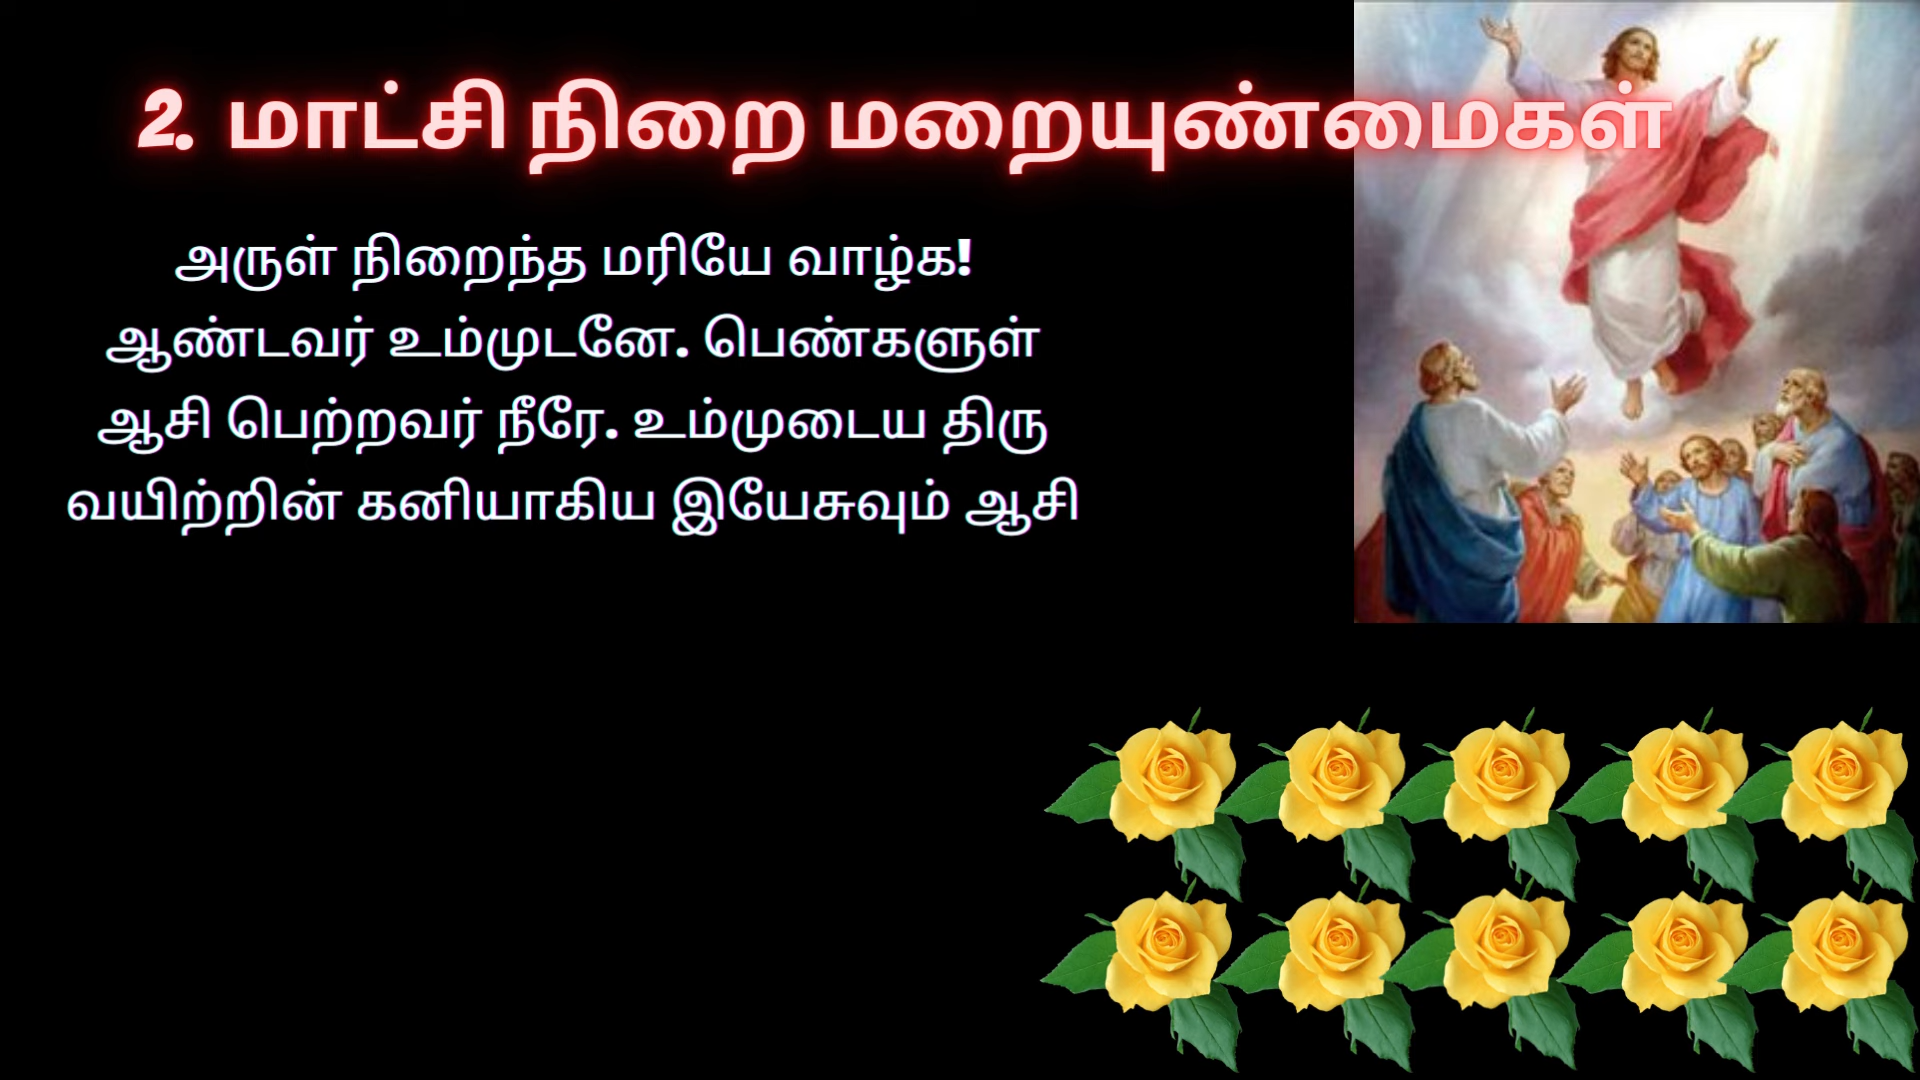 2. மாட்சி நிறை மறையுண்மைகள்
அருள் நிறைந்த மரியே வாழ்க!
ஆண்டவர் உம்முடனே. பெண்களுள்
ஆசி பெற்றவர் நீரே. உம்முடைய திரு
வயிற்றின் கனியாகிய இயேசுவும் ஆசி